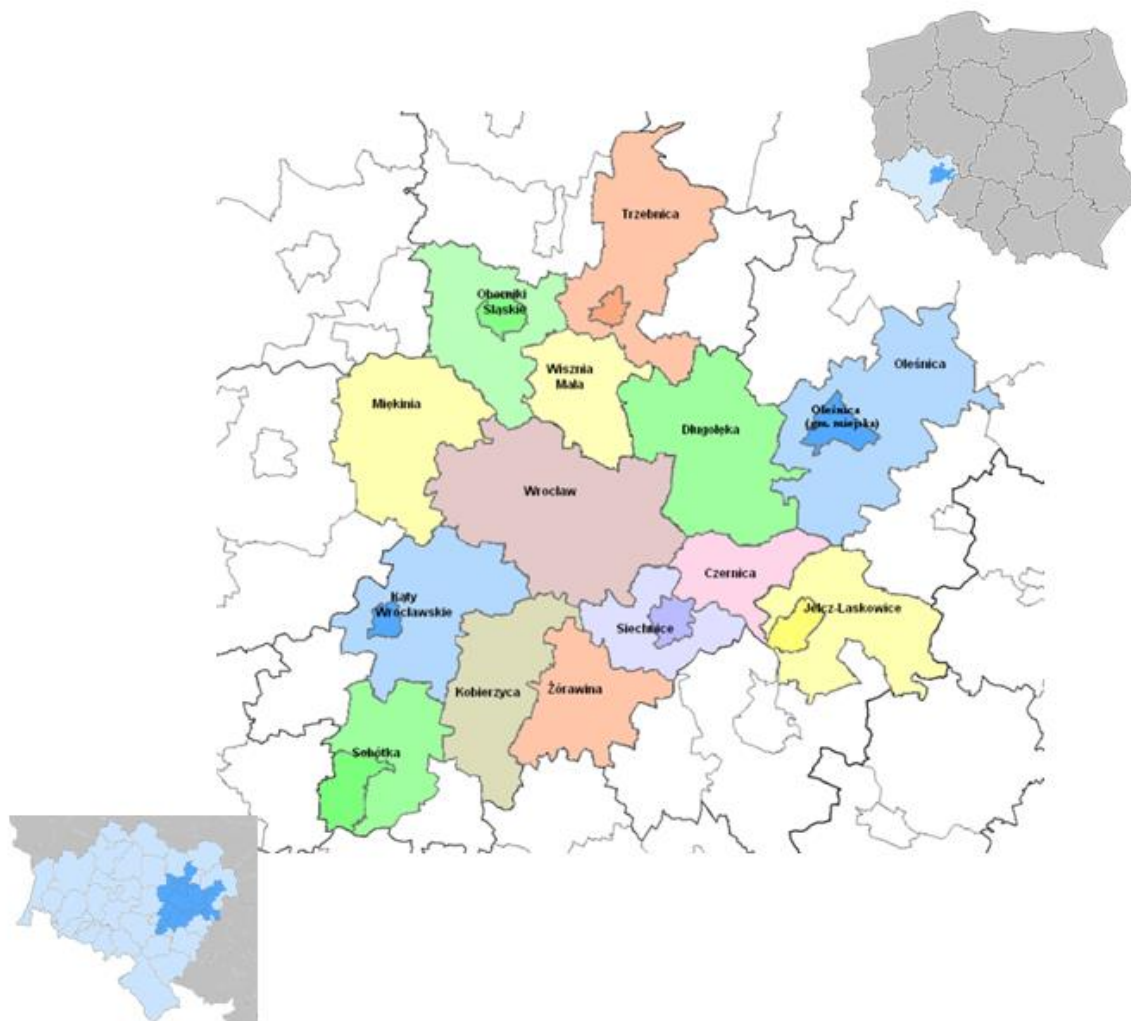 Trzebnica
Oborniki
Śląskie
Wisznia
Mała
Oleśnica
Miękinia
Oleśnica
(gm. miejska)
Długołęka
Wrocław
Czernica
Kąty
Wrocławskie
Jelcz-Laskowice
Siechnice
Kobierzyca
Żórawina
Sobótka